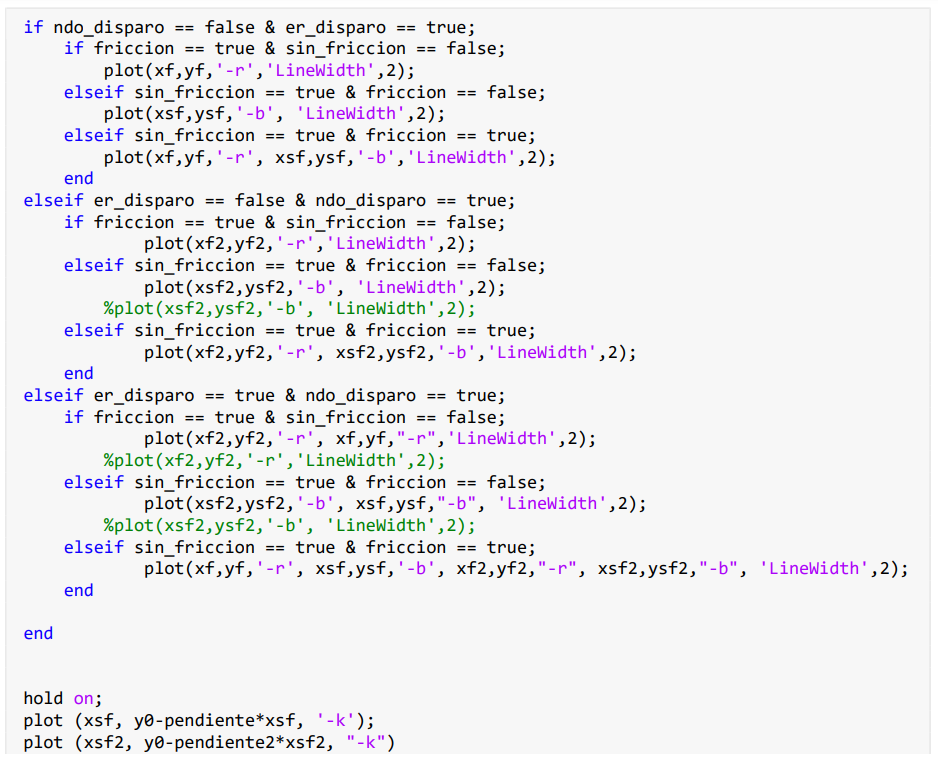 if ndo_disparo == false & er_disparo == true;
    if friccion == true & sin_friccion == false;
        plot(xf,yf,'-r','LineWidth',2);
    elseif sin_friccion == true & friccion == false;
        plot(xsf,ysf,'-b', 'LineWidth',2);
    elseif sin_friccion == true & friccion == true;
        plot(xf,yf,'-r', xsf,ysf,'-b','LineWidth',2);
    end
elseif er_disparo == false & ndo_disparo == true;
    if friccion == true & sin_friccion == false;
            plot(xf2,yf2,'-r','LineWidth',2);
    elseif sin_friccion == true & friccion == false;
            plot(xsf2,ysf2,'-b', 'LineWidth',2);
        %plot(xsf2,ysf2,'-b', 'LineWidth',2);
    elseif sin_friccion == true & friccion == true;
            plot(xf2,yf2,'-r', xsf2,ysf2,'-b','LineWidth',2);
    end
elseif er_disparo == true & ndo_disparo == true;
    if friccion == true & sin_friccion == false;
            plot(xf2,yf2,'-r', xf,yf,"-r",'LineWidth',2);
        %plot(xf2,yf2,'-r','LineWidth',2);
    elseif sin_friccion == true & friccion == false;
            plot(xsf2,ysf2,'-b', xsf,ysf,"-b", 'LineWidth',2);
        %plot(xsf2,ysf2,'-b', 'LineWidth',2);
    elseif sin_friccion == true & friccion == true;
            plot(xf,yf,'-r', xsf,ysf,'-b', xf2,yf2,"-r", xsf2,ysf2,"-b", 'LineWidth',2);
    end
end
hold on;
plot (xsf, y0-pendiente*xsf, '-k');
plot (xsf2, y0-pendiente2*xsf2, "-k")